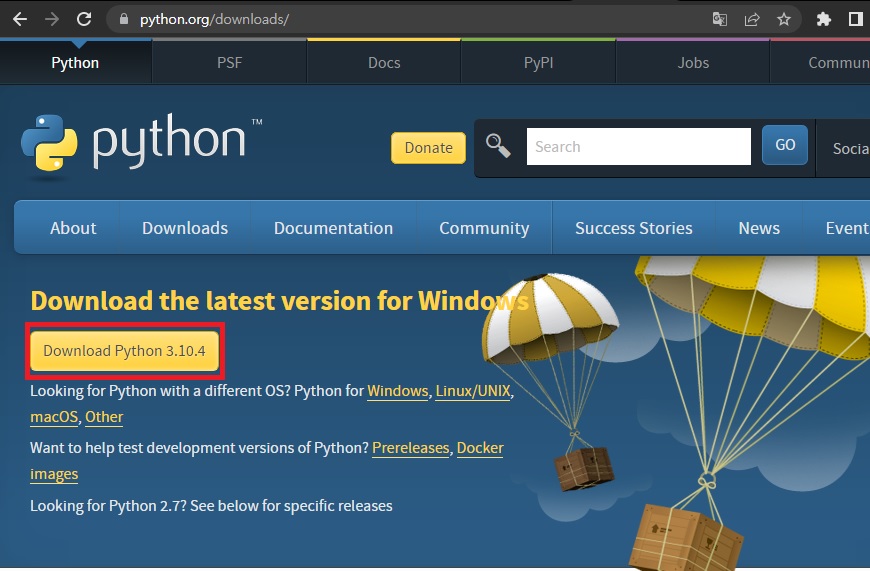 python.org/downloads/
Python PSF Docs PyPI Jobs Commun
python™
Donate Search GO Socia
About Downloads Documentation Community Success Stories News Event
Download the latest version for Windows
Download Python 3.10.4
Looking for Python with a different OS? Python for Windows, Linux/UNIX,
macOS, Other
Want to help test development versions of Python? Prereleases, Docker
images
Looking for Python 2.7? See below for specific releases